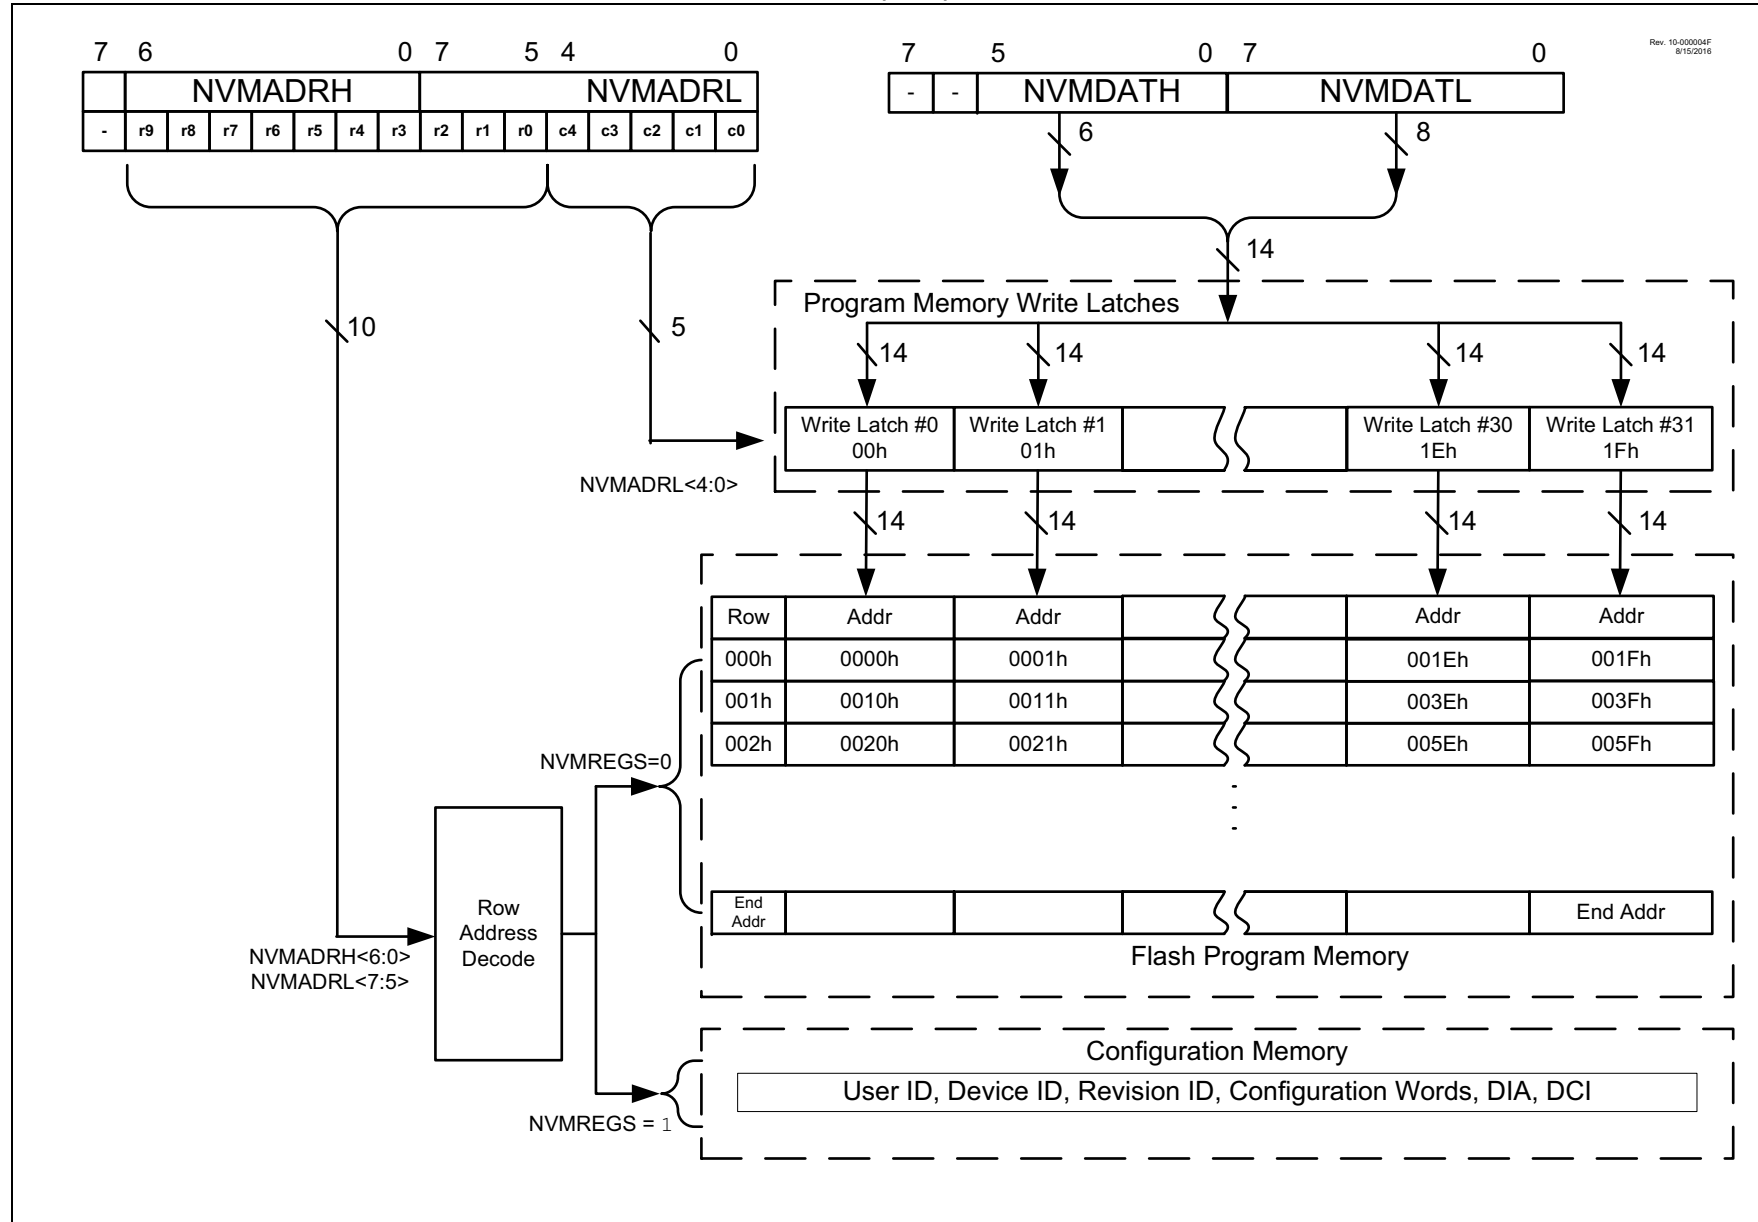 Rev. 10-000004F
8/15/2016
7 6 0 7 5 4 0
7 5 0 7 0
NVMADRH NVMADRL
- r9 r8 r7 r6 r5 r4 r3 r2 r1 r0 c4 c3 c2 c1 c0
- - NVMDATH NVMDATL
6 8
14
10 5
Program Memory Write Latches
14 14 14 14
Write Latch #0
00h
Write Latch #1
01h
Write Latch #30
1Eh
Write Latch #31
1Fh
NVMADRL<4:0>
14 14 14 14
Row Addr Addr Addr Addr
000h 0000h 0001h 001Eh 001Fh
001h 0010h 0011h 003Eh 003Fh
002h 0020h 0021h 005Eh 005Fh
NVMREGS=0
End
Addr
End Addr
Flash Program Memory
Row
Address
Decode
NVMADRH<6:0>
NVMADRL<7:5>
Configuration Memory
User ID, Device ID, Revision ID, Configuration Words, DIA, DCI
NVMREGS = 1